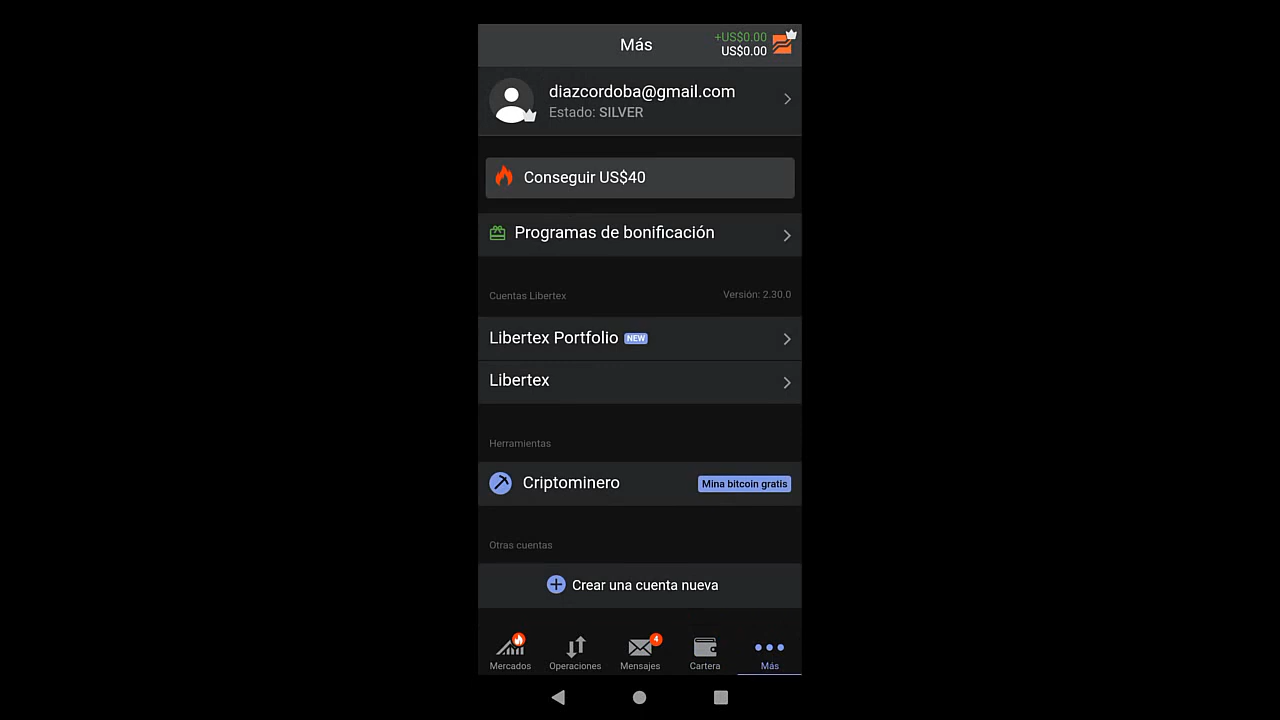 Más
+US$0.00
US$0.00
diazcordoba@gmail.com
Estado: SILVER
Conseguir US$40
Programas de bonificación
Cuentas Libertex
Versión: 2.30.0
Libertex Portfolio NEW
Libertex
Herramientas
Criptominero
Mina bitcoin gratis
Otras cuentas
Crear una cuenta nueva
4
Mercados
Operaciones
Mensajes
Cartera
Más